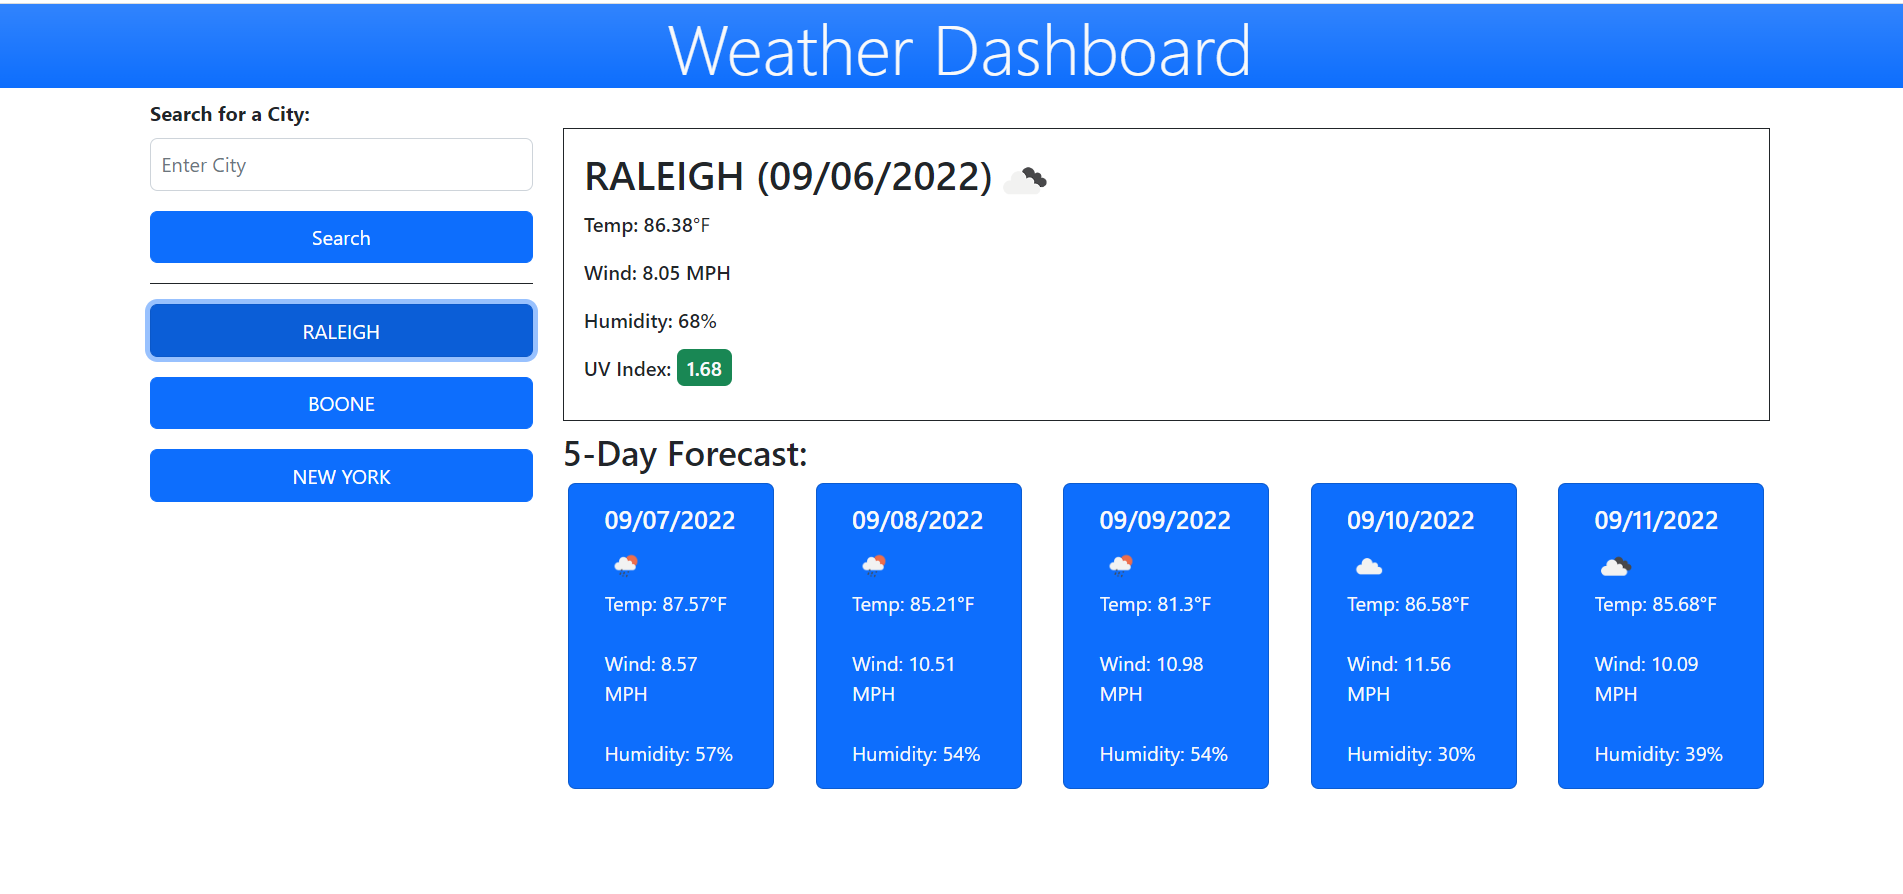 Weather Dashboard
Search for a City:
Enter City
Search
RALEIGH
BOONE
NEW YORK
RALEIGH (09/06/2022)
Temp: 86.38°F
Wind: 8.05 MPH
Humidity: 68%
UV Index: 1.68
5-Day Forecast:
09/07/2022
Temp: 87.57°F
Wind: 8.57
MPH
Humidity: 57%
09/08/2022
Temp: 85.21°F
Wind: 10.51
MPH
Humidity: 54%
09/09/2022
Temp: 81.3°F
Wind: 10.98
MPH
Humidity: 54%
09/10/2022
Temp: 86.58°F
Wind: 11.56
MPH
Humidity: 30%
09/11/2022
Temp: 85.68°F
Wind: 10.09
MPH
Humidity: 39%